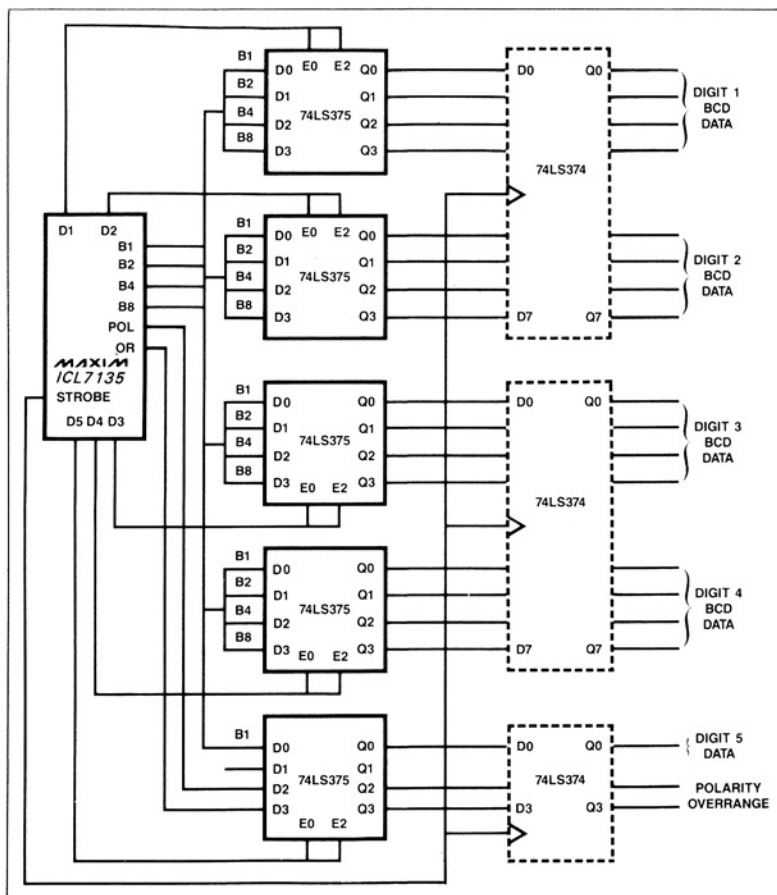 B1
B2
B4
B8
D0 E0 E2 Q0
D1 Q1
74LS375
D2 Q2
D3 Q3
D0 Q0
74LS374
DIGIT 1
BCD
DATA
D1 D2
B1
B2
B4
B8
POL
OR
MAXIM
ICL7135
STROBE
D5 D4 D3
B1
B2
B4
B8
D0 E0 E2 Q0
D1 Q1
74LS375
D2 Q2
D3 Q3
D7 Q7
DIGIT 2
BCD
DATA
B1
B2
B4
B8
D0 Q0
D1 Q1
74LS375
D2 Q2
D3 Q3
E0 E2
D0 Q0
74LS374
DIGIT 3
BCD
DATA
B1
B2
B4
B8
D0 Q0
D1 Q1
74LS375
D2 Q2
D3 Q3
E0 E2
D7 Q7
DIGIT 4
BCD
DATA
B1
D0 Q0
D1 Q1
74LS375
D2 Q2
D3 Q3
E0 E2
D0 Q0
74LS374
D3 Q3
DIGIT 5
DATA
POLARITY
OVERRANGE